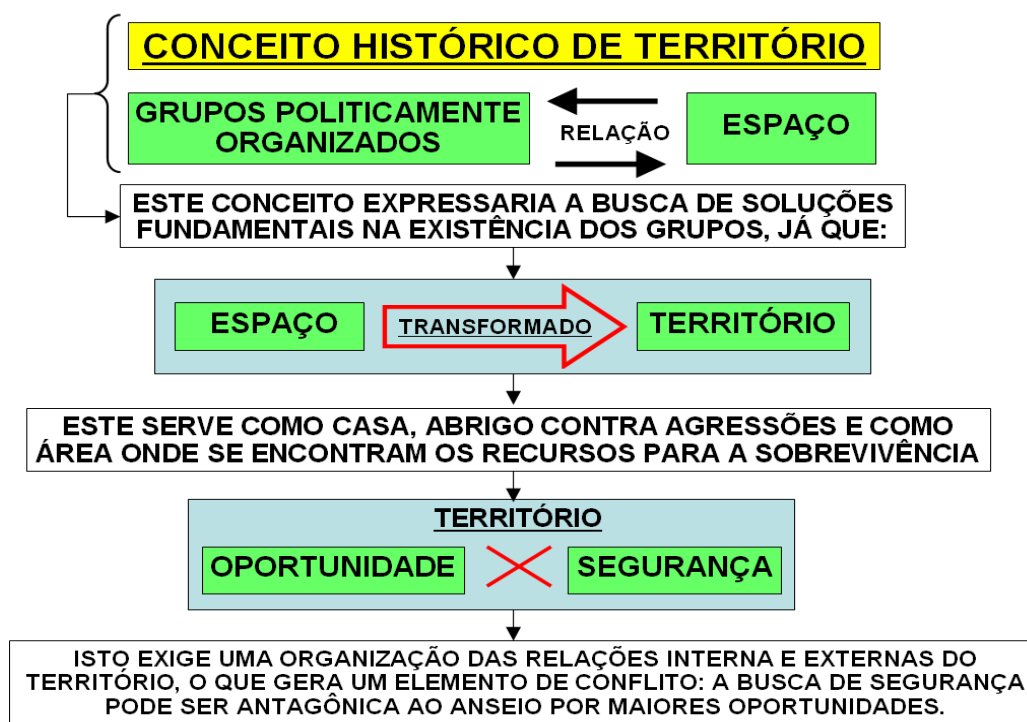 CONCEITO HISTÓRICO DE TERRITÓRIO
GRUPOS POLITICAMENTE
ORGANIZADOS
RELAÇÃO
ESPAÇO
ESTE CONCEITO EXPRESSARIA A BUSCA DE SOLUÇÕES
FUNDAMENTAIS NA EXISTÊNCIA DOS GRUPOS, JÁ QUE:
ESPAÇO
TRANSFORMADO
TERRITÓRIO
ESTE SERVE COMO CASA, ABRIGO CONTRA AGRESSÕES E COMO
ÁREA ONDE SE ENCONTRAM OS RECURSOS PARA A SOBREVIVÊNCIA
TERRITÓRIO
OPORTUNIDADE
SEGURANÇA
ISTO EXIGE UMA ORGANIZAÇÃO DAS RELAÇÕES INTERNA E EXTERNAS DO
TERRITÓRIO, O QUE GERA UM ELEMENTO DE CONFLITO: A BUSCA DE SEGURANÇA
PODE SER ANTAGÔNICA AO ANSEIO POR MAIORES OPORTUNIDADES.